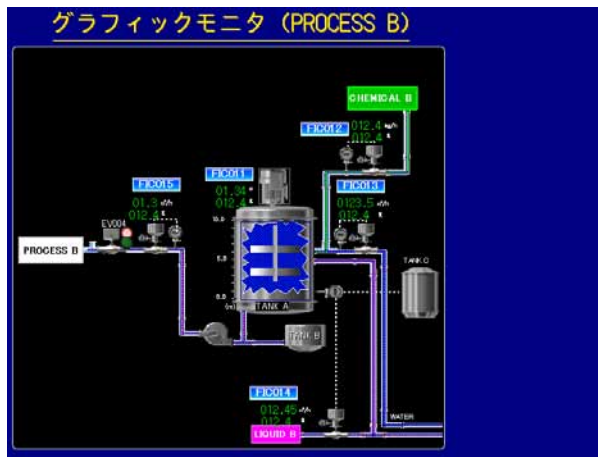 グラフィックモニタ (PROCESS B)
CHEMICAL B
FIC012
012.4
012.4
FIC011
01.34
012.4
FIC015
01.3
012.4
FIC013
0123.5
012.4
EV004
10.0
5.0
0.0
PROCESS B
TANK C
TANK A
TANK B
FIC014
012.45
012.4
LIQUID B
WATER